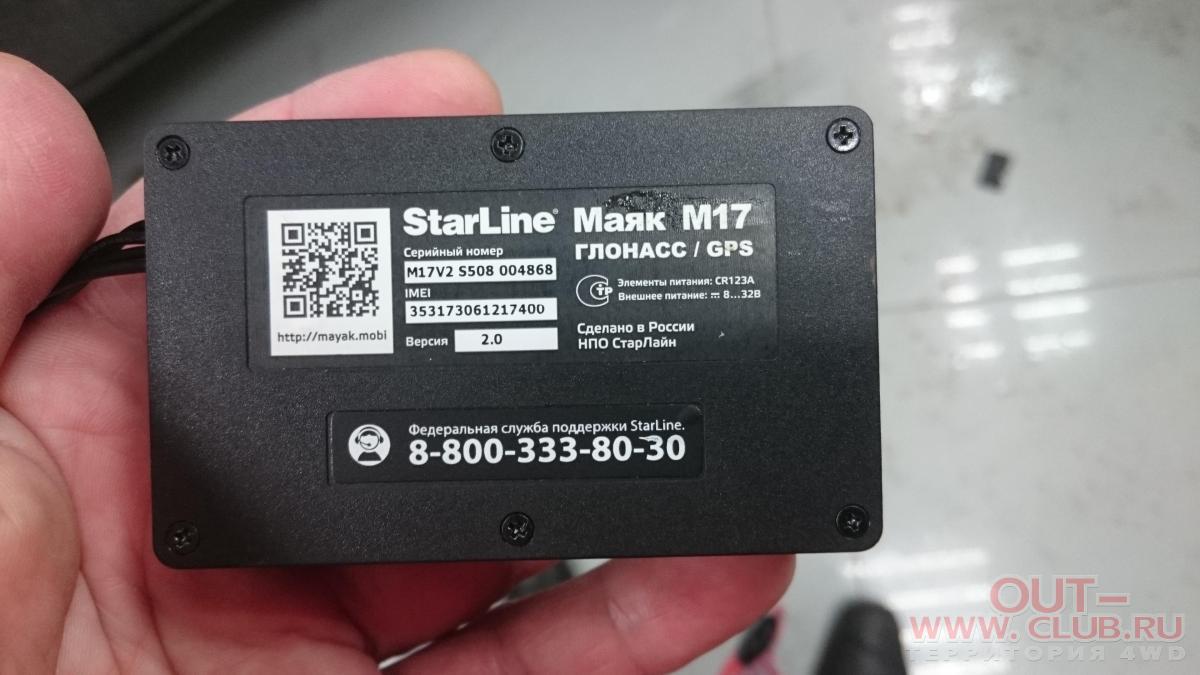 StarLine® Маяк M17
ГЛОНАСС / GPS
Серийный номер
M17V2 S508 004868
IMEI
353173061217400
Версия 2.0
http://mayak.mobi
Элементы питания: CR123A
Внешнее питание: ⎓ 8...32В
Сделано в России
НПО СтарЛайн
Федеральная служба поддержки StarLine.
8-800-333-80-30
OUT–
WWW.CLUB.RU
ТЕРРИТОРИЯ 4WD